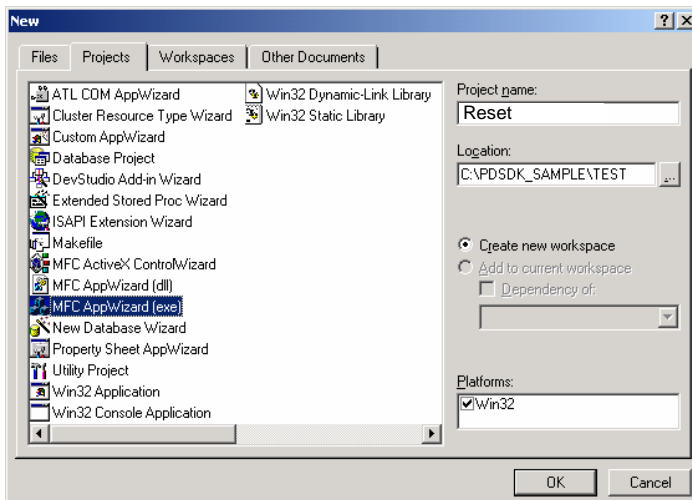 New
Files
Projects
Workspaces
Other Documents
ATL COM AppWizard
Cluster Resource Type Wizard
Custom AppWizard
Database Project
DevStudio Add-in Wizard
Extended Stored Proc Wizard
ISAPI Extension Wizard
Makefile
MFC ActiveX ControlWizard
MFC AppWizard (dll)
MFC AppWizard (exe)
New Database Wizard
Property Sheet AppWizard
Utility Project
Win32 Application
Win32 Console Application
Win32 Dynamic-Link Library
Win32 Static Library
Project name:
Reset
Location:
C:\PDSDK_SAMPLE\TEST
...
Create new workspace
Add to current workspace
Dependency of:
Platforms:
Win32
OK
Cancel